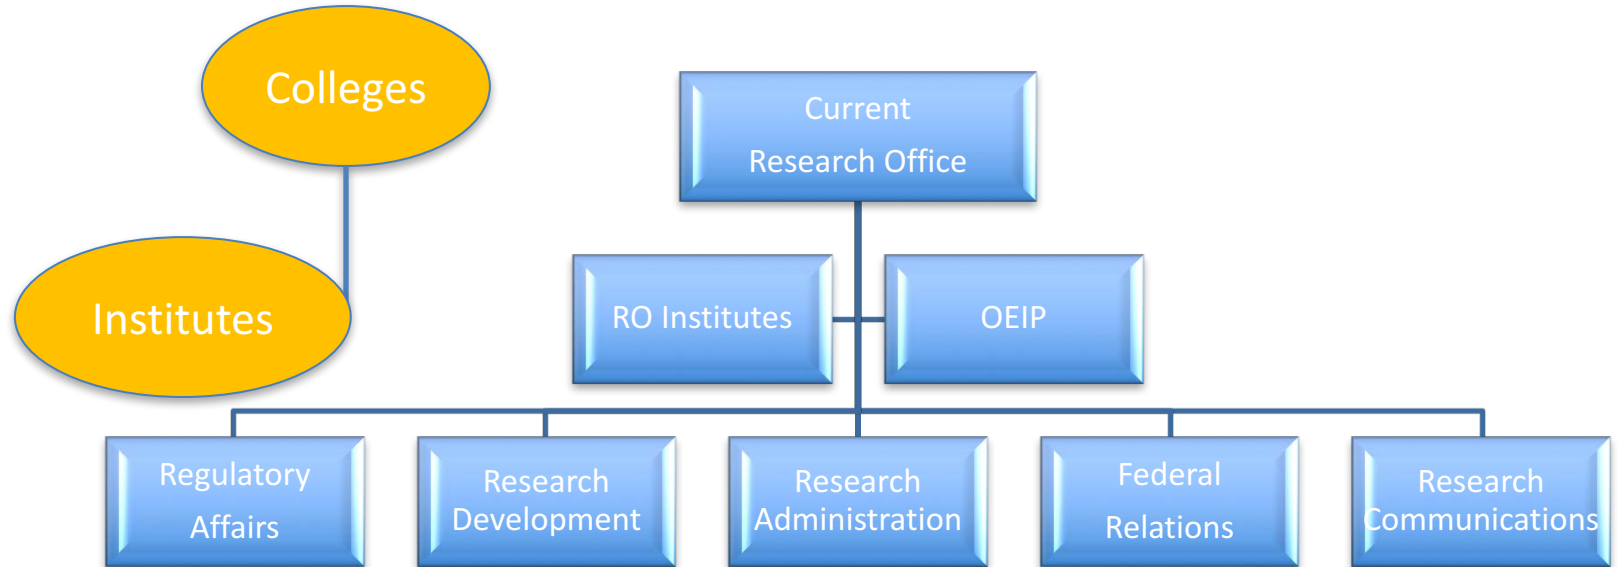 Colleges
Current
Research Office
Institutes
RO Institutes
OEIP
Regulatory
Affairs
Research
Development
Research
Administration
Federal
Relations
Research
Communications